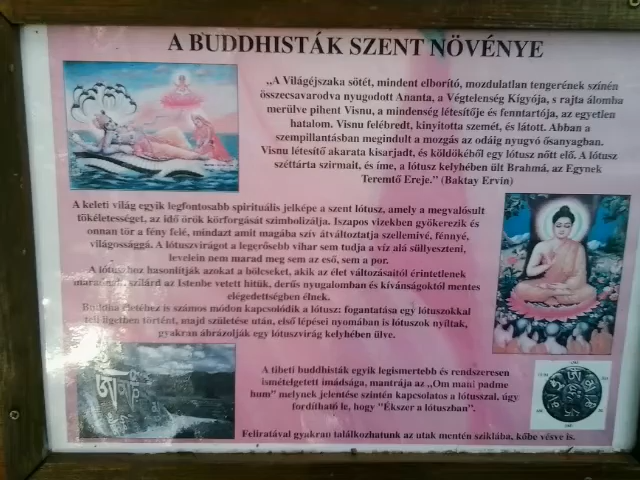 A BUDDHISTÁK SZENT NÖVÉNYE
„A Világéjszaka sötét, mindent elborító, mozdulatlan tengerének színén
összecsavarodva nyugodott Ananta, a Végtelenség Kígyója, s rajta álomba
merülve pihent Visnu, a mindenség létesítője és fenntartója, az egyetlen
hatalom. Visnu felébredt, kinyitotta szemét, és látott. Abban a
szempillantásban megindult a mozgás az odáig nyugvó ősanyagban.
Visnu létesítő akarata kisarjadt, és köldökéből egy lótusz nőtt elő. A lótusz
széttárta szirmait, és íme, a lótusz kelyhében ült Brahmá, az Egynek
Teremtő Ereje.” (Baktay Ervin)
A keleti világ egyik legfontosabb spirituális jelképe a szent lótusz, amely a megvalósult
tökéletességet, az idő örök körforgását szimbolizálja. Iszapos vizekben gyökerezik és
onnan tör a fény felé, mindazt amit magába szív átváltoztatja szellemivé, fénnyé,
világossággá. A lótuszvirágot a legerősebb vihar sem tudja a víz alá süllyeszteni,
levelein nem marad meg sem az eső, sem a por.
A lótuszhoz hasonlítják azokat a bölcseket, akik az élet változásaitól érintetlenek
maradnak, szilárd az Istenbe vetett hitük, derűs nyugalomban és kívánságoktól mentes
elégedettségben élnek.
Buddha életéhez is számos módon kapcsolódik a lótusz: fogantatása egy lótuszokkal
teli ligetben történt, majd születése után, első lépései nyomában is lótuszok nyíltak,
gyakran ábrázolják egy lótuszvirág kelyhében ülve.
A tibeti buddhisták egyik legismertebb és rendszeresen
ismételgetett imádsága, mantrája az „Om mani padme
hum” melynek jelentése szintén kapcsolatos a lótusszal, úgy
fordítható le, hogy "Ékszer a lótuszban".
Feliratával gyakran találkozhatunk az utak mentén sziklába, kőbe vésve is.